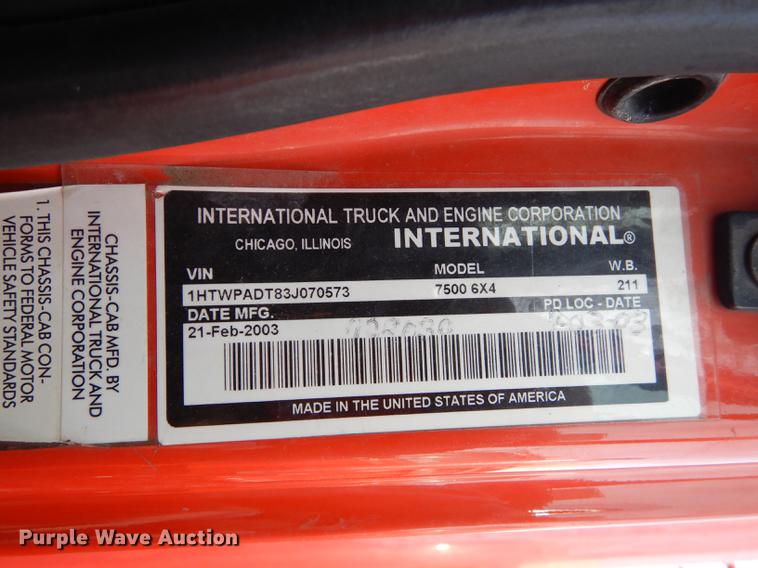 1. THIS CHASSIS-CAB CON-
FORMS TO FEDERAL MOTOR
VEHICLE SAFETY STANDARDS
CHASSIS-CAB MFD. BY
INTERNATIONAL TRUCK AND
ENGINE CORPORATION
INTERNATIONAL TRUCK AND ENGINE CORPORATION
CHICAGO, ILLINOIS INTERNATIONAL®
VIN MODEL W.B.
1HTWPADT83J070573 7500 6X4 211
DATE MFG. PD LOC - DATE
21-Feb-2003
MADE IN THE UNITED STATES OF AMERICA
Purple Wave Auction